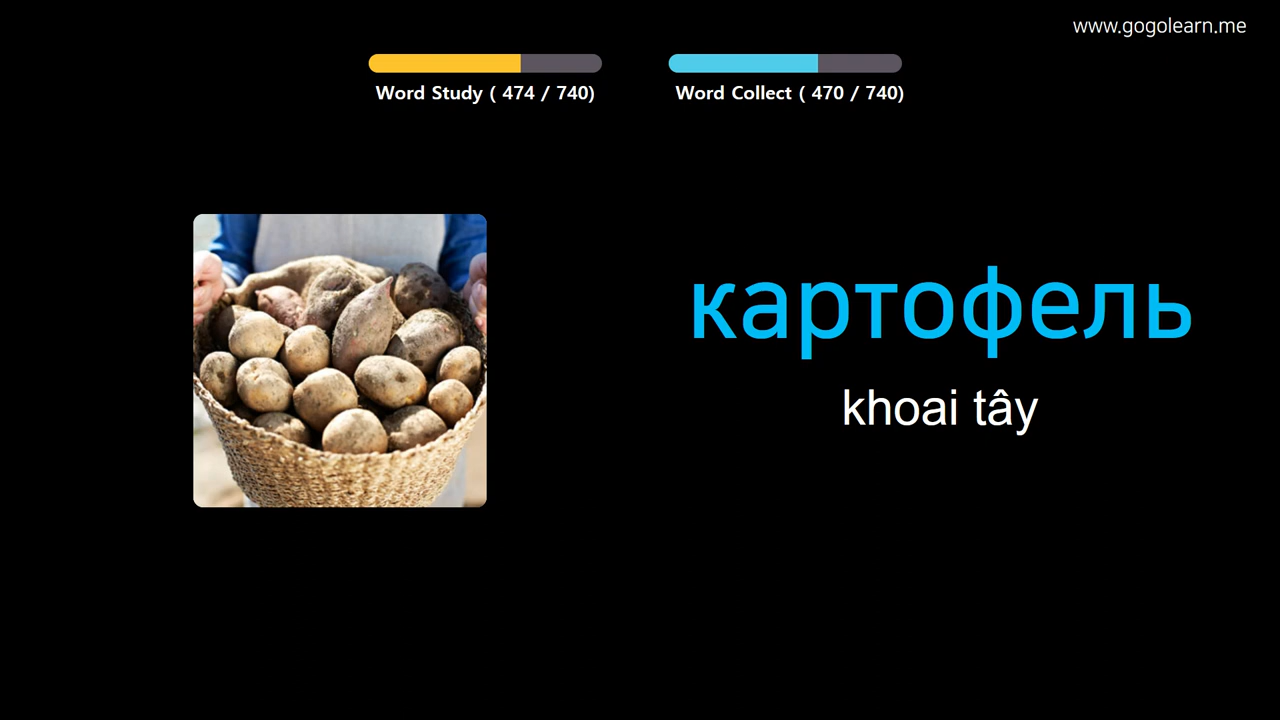 www.gogolearn.me
Word Study ( 474 / 740)
Word Collect ( 470 / 740)
картофель
khoai tây